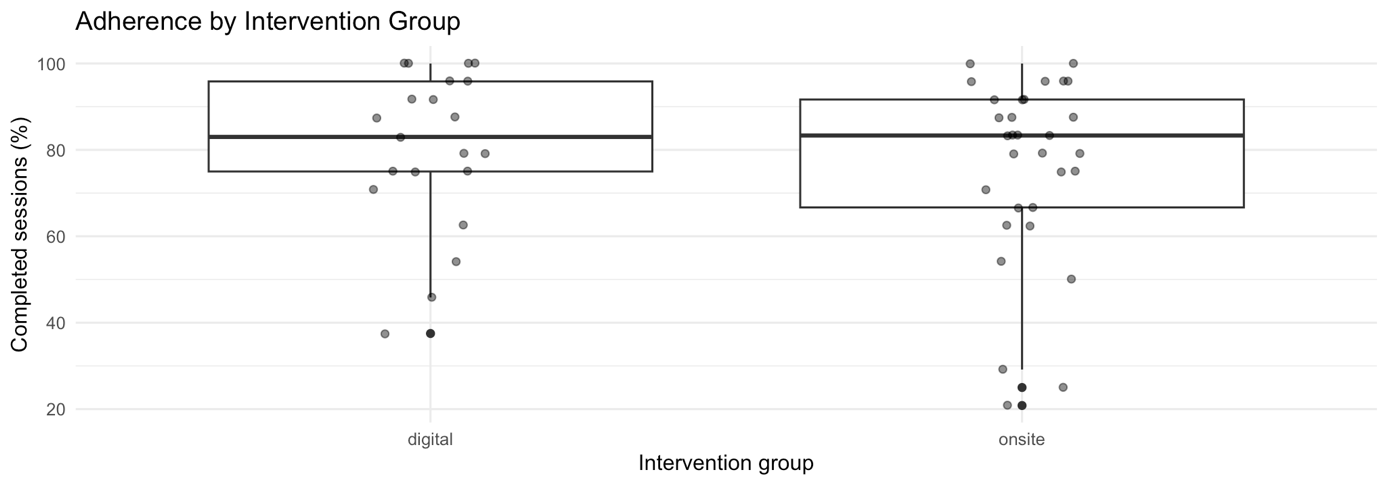 Adherence by Intervention Group
Completed sessions (%)
100
80
60
40
20
digital
onsite
Intervention group